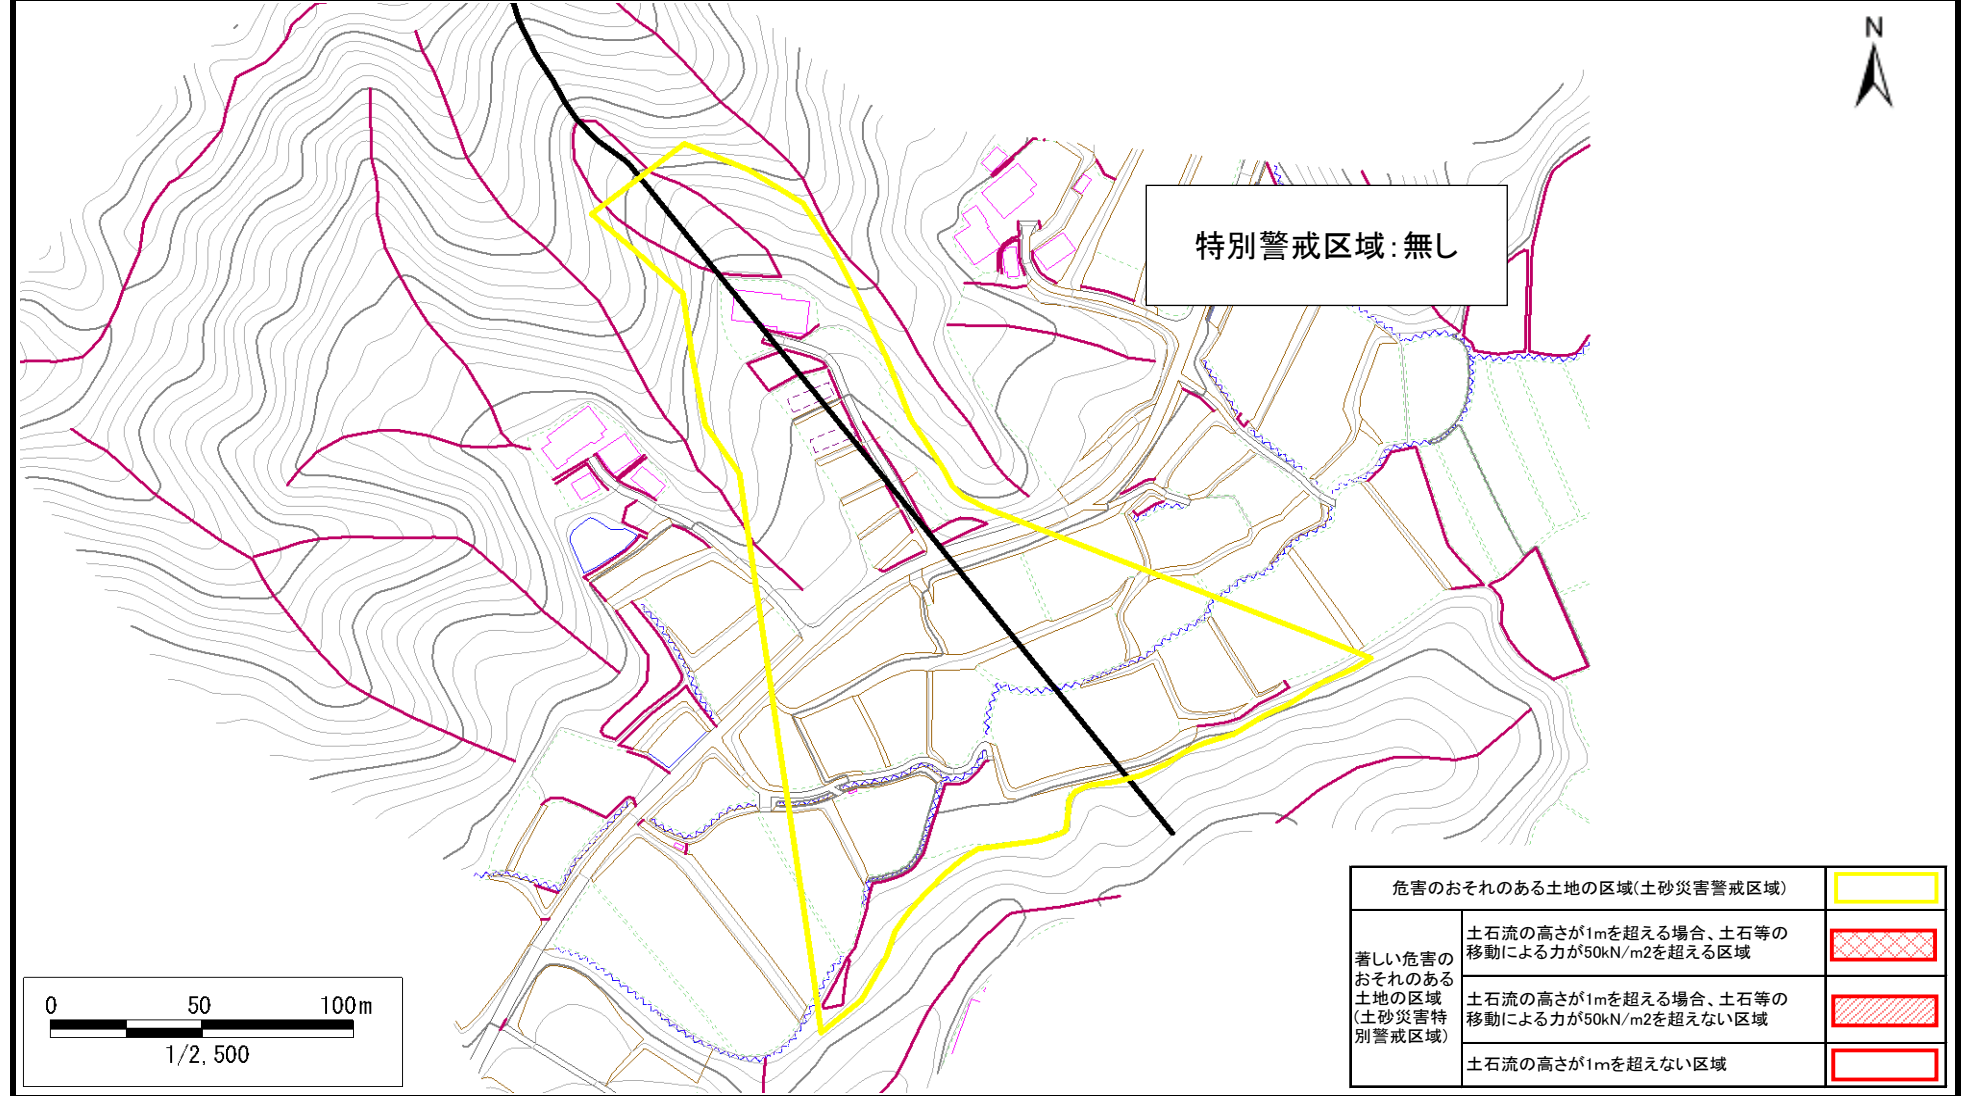 N
特別警戒区域：無し
危害のおそれのある土地の区域(土砂災害警戒区域)
著しい危害の
おそれのある
土地の区域
(土砂災害特
別警戒区域)
土石流の高さが1mを超える場合、土石等の
移動による力が50kN/m2を超える区域
土石流の高さが1mを超える場合、土石等の
移動による力が50kN/m2を超えない区域
土石流の高さが1mを超えない区域
0 50 100m
1/2,500